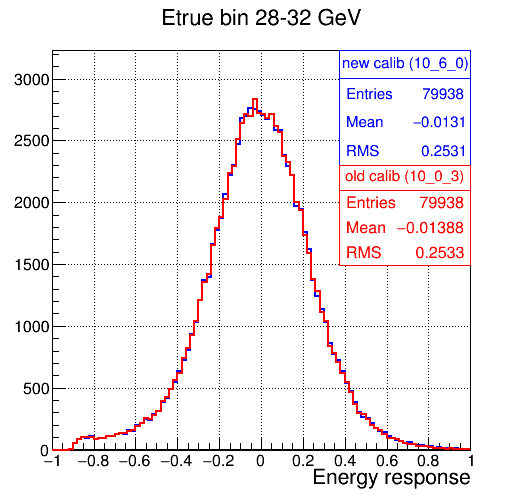 Etrue bin 28-32 GeV
new calib (10_6_0)
Entries 79938
Mean −0.0131
RMS 0.2531
old calib (10_0_3)
Entries 79938
Mean −0.01388
RMS 0.2533
3000
2500
2000
1500
1000
500
0
−1 −0.8 −0.6 −0.4 −0.2 0 0.2 0.4 0.6 0.8 1
Energy response